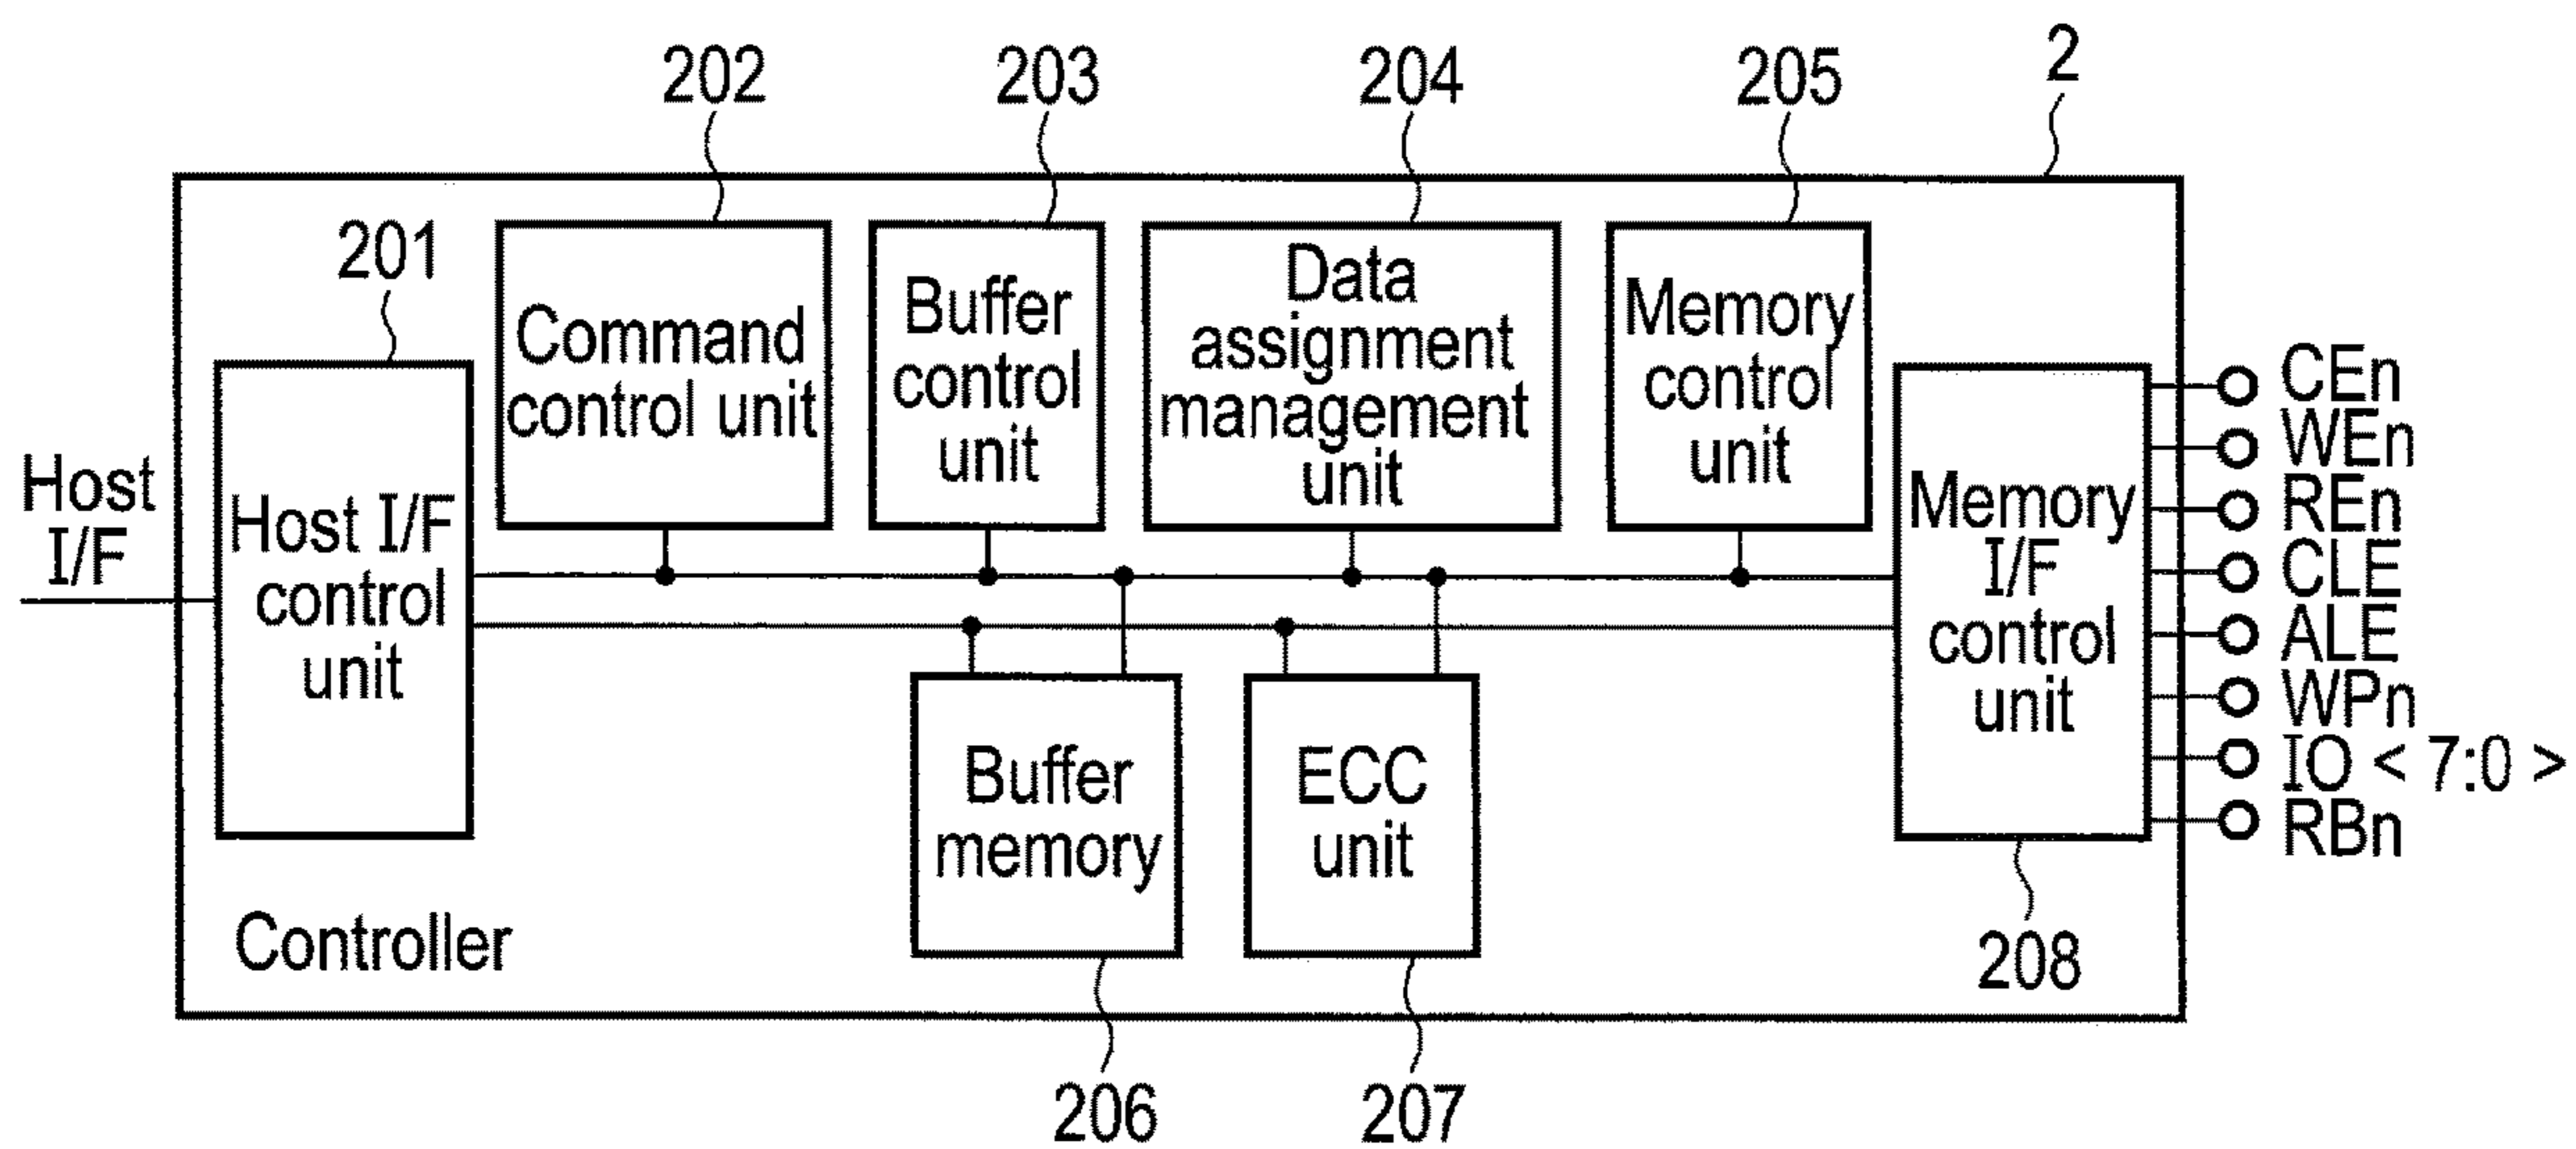 202
203
204
205
2
201
Command
control unit
Buffer
control
unit
Data
assignment
management
unit
Memory
control
unit
Host
I/F
Host I/F
control
unit
Memory
I/F
control
unit
CEn
WEn
REn
CLE
ALE
WPn
IO < 7:0 >
RBn
Buffer
memory
ECC
unit
Controller
208
206
207